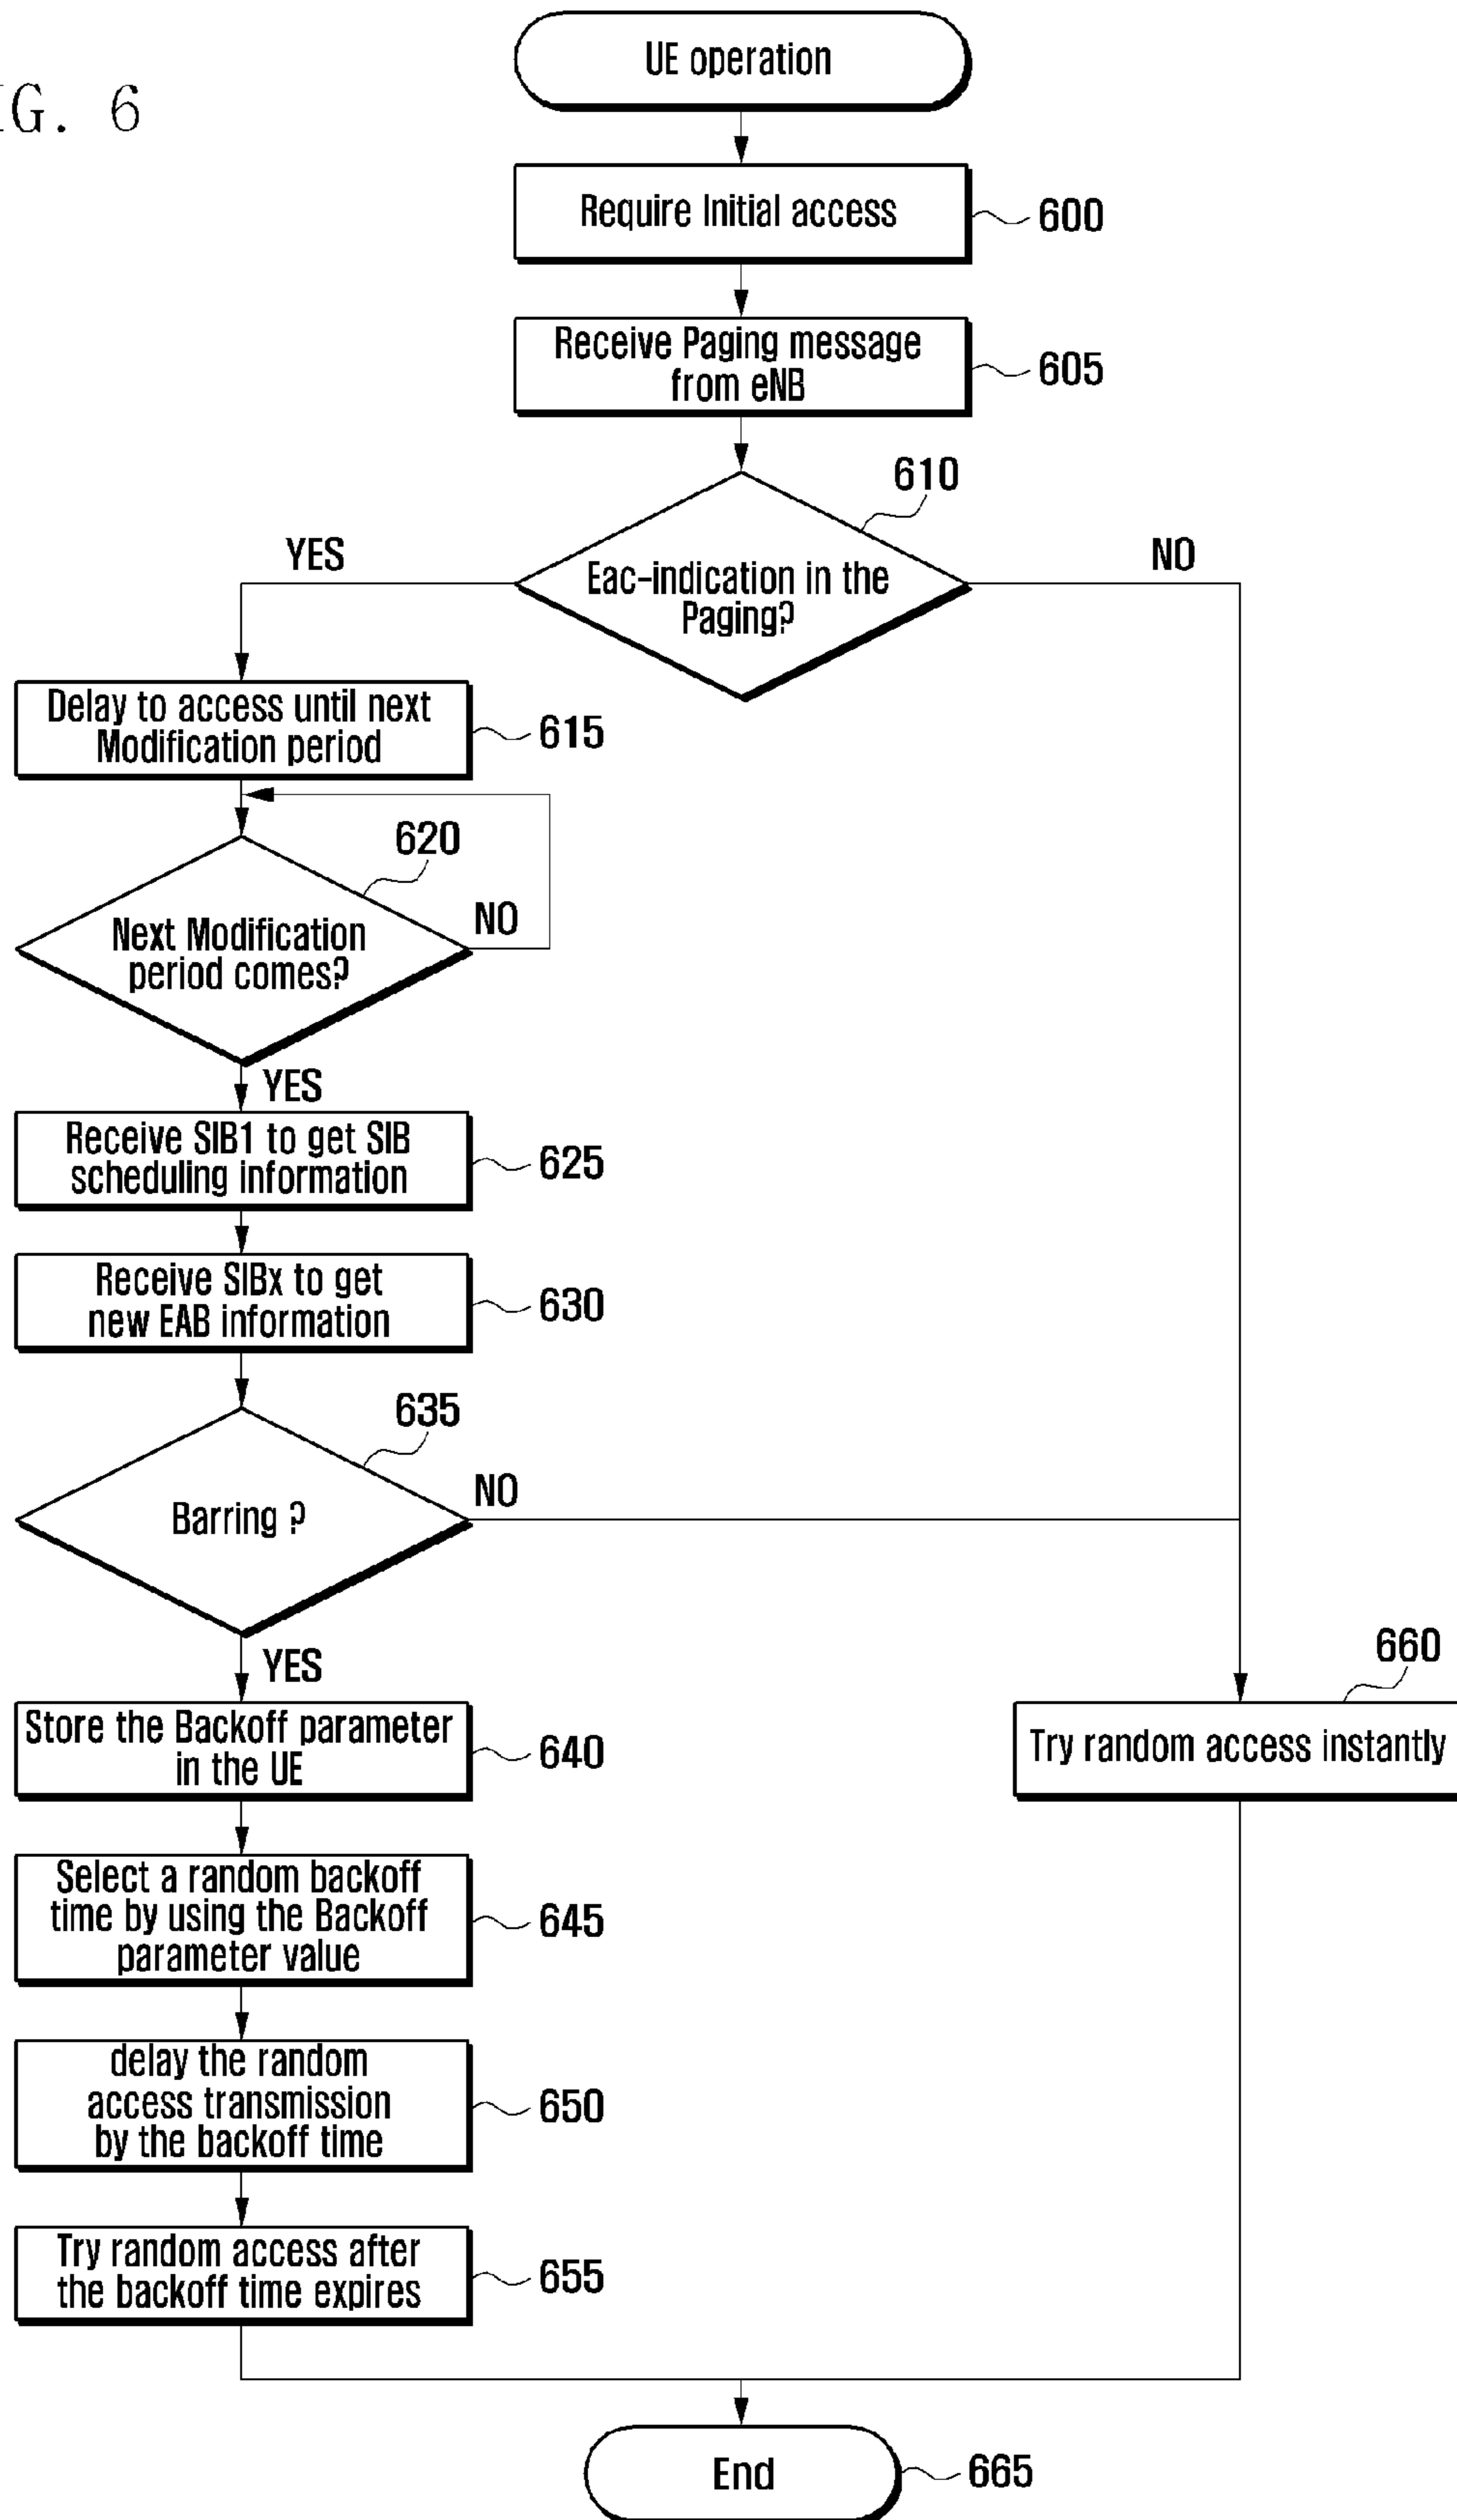 G. 6
UE operation
Require Initial access
600
Receive Paging message
from eNB
605
610
YES
NO
Eac-indication in the
Paging?
Delay to access until next
Modification period
615
620
NO
Next Modification
period comes?
YES
Receive SIB1 to get SIB
scheduling information
625
Receive SIBx to get
new EAB information
630
635
NO
Barring ?
YES
660
Store the Backoff parameter
in the UE
640
Try random access instantly
Select a random backoff
time by using the Backoff
parameter value
645
delay the random
access transmission
by the backoff time
650
Try random access after
the backoff time expires
655
End
665